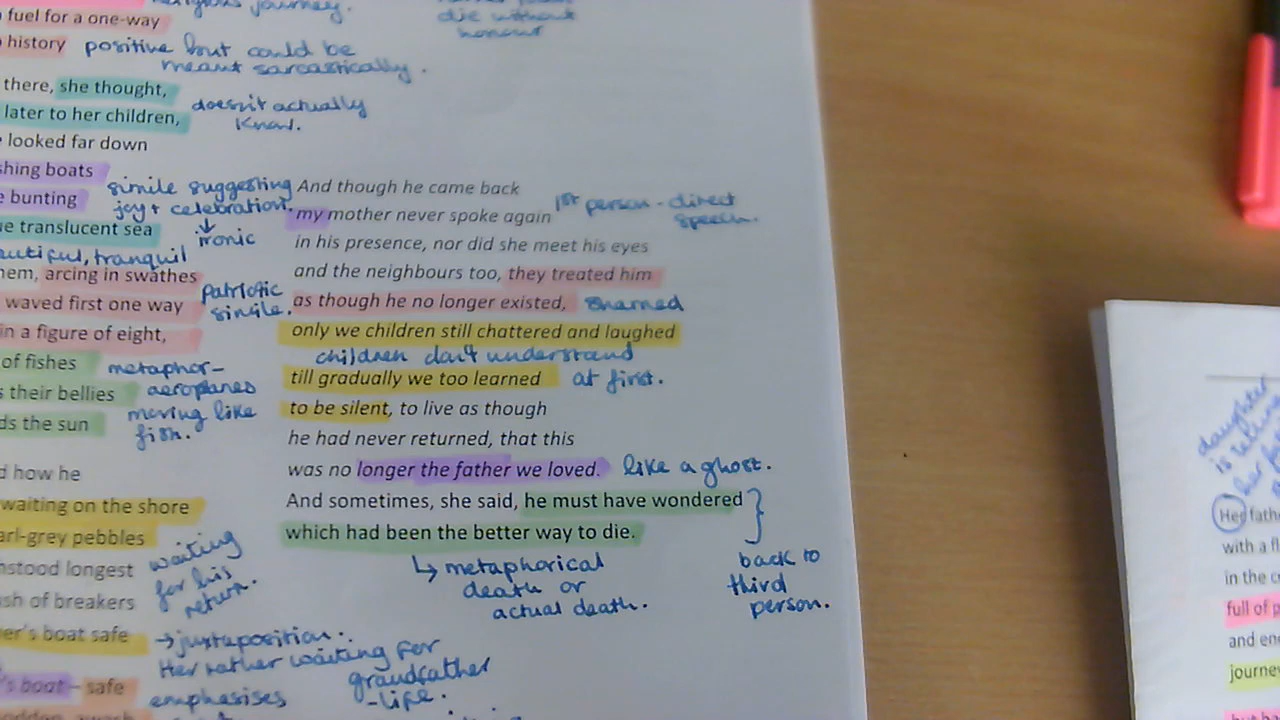 fuel for a one-way
die without
honour
history positive but could be
meant sarcastically.
there, she thought,
later to her children,
doesn't actually
know.
looked far down
shing boats
bunting
simile suggesting
joy + celebration.
↓
ironic
translucent sea
tranquil
arcing in swathes
waved first one way
patriotic
simile.
in a figure of eight,
of fishes
their bellies
the sun
metaphor-
aeroplanes
moving like
fish.
how he
waiting on the shore
arl-grey pebbles
stood longest
sh of breakers
waiting
for his
return.
er's boat safe
→juxtaposition.
Her father waiting for
grandfather
-life.
's boat – safe
emphasises
And though he came back
my mother never spoke again
1st person - direct
speech.
in his presence, nor did she meet his eyes
and the neighbours too, they treated him
as though he no longer existed, shamed
only we children still chattered and laughed
children don't understand
at first.
till gradually we too learned
to be silent, to live as though
he had never returned, that this
was no longer the father we loved. like a ghost.
And sometimes, she said, he must have wondered
which had been the better way to die.
↳ metaphorical
death or
actual death.
back to
third
person.
daughter
is
her
Her
with a
in the
full of
and